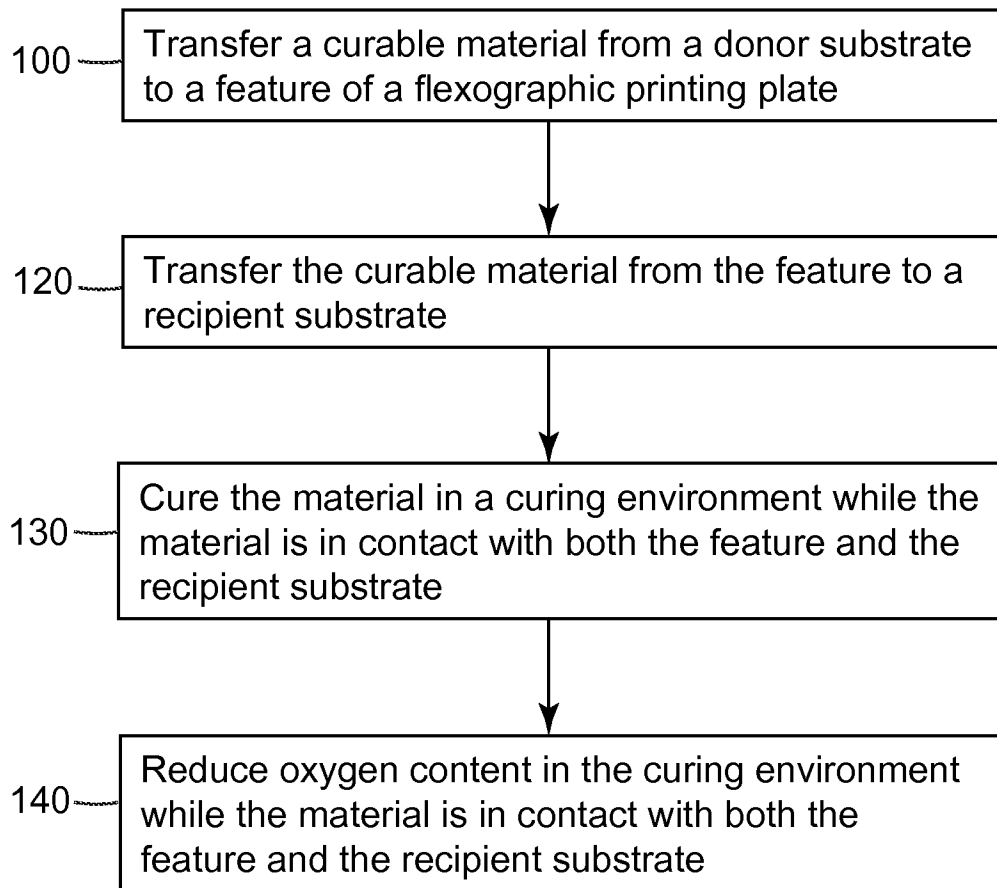 100
Transfer a curable material from a donor substrate
to a feature of a flexographic printing plate
120
Transfer the curable material from the feature to a
recipient substrate
130
Cure the material in a curing environment while the
material is in contact with both the feature and the
recipient substrate
140
Reduce oxygen content in the curing environment
while the material is in contact with both the
feature and the recipient substrate